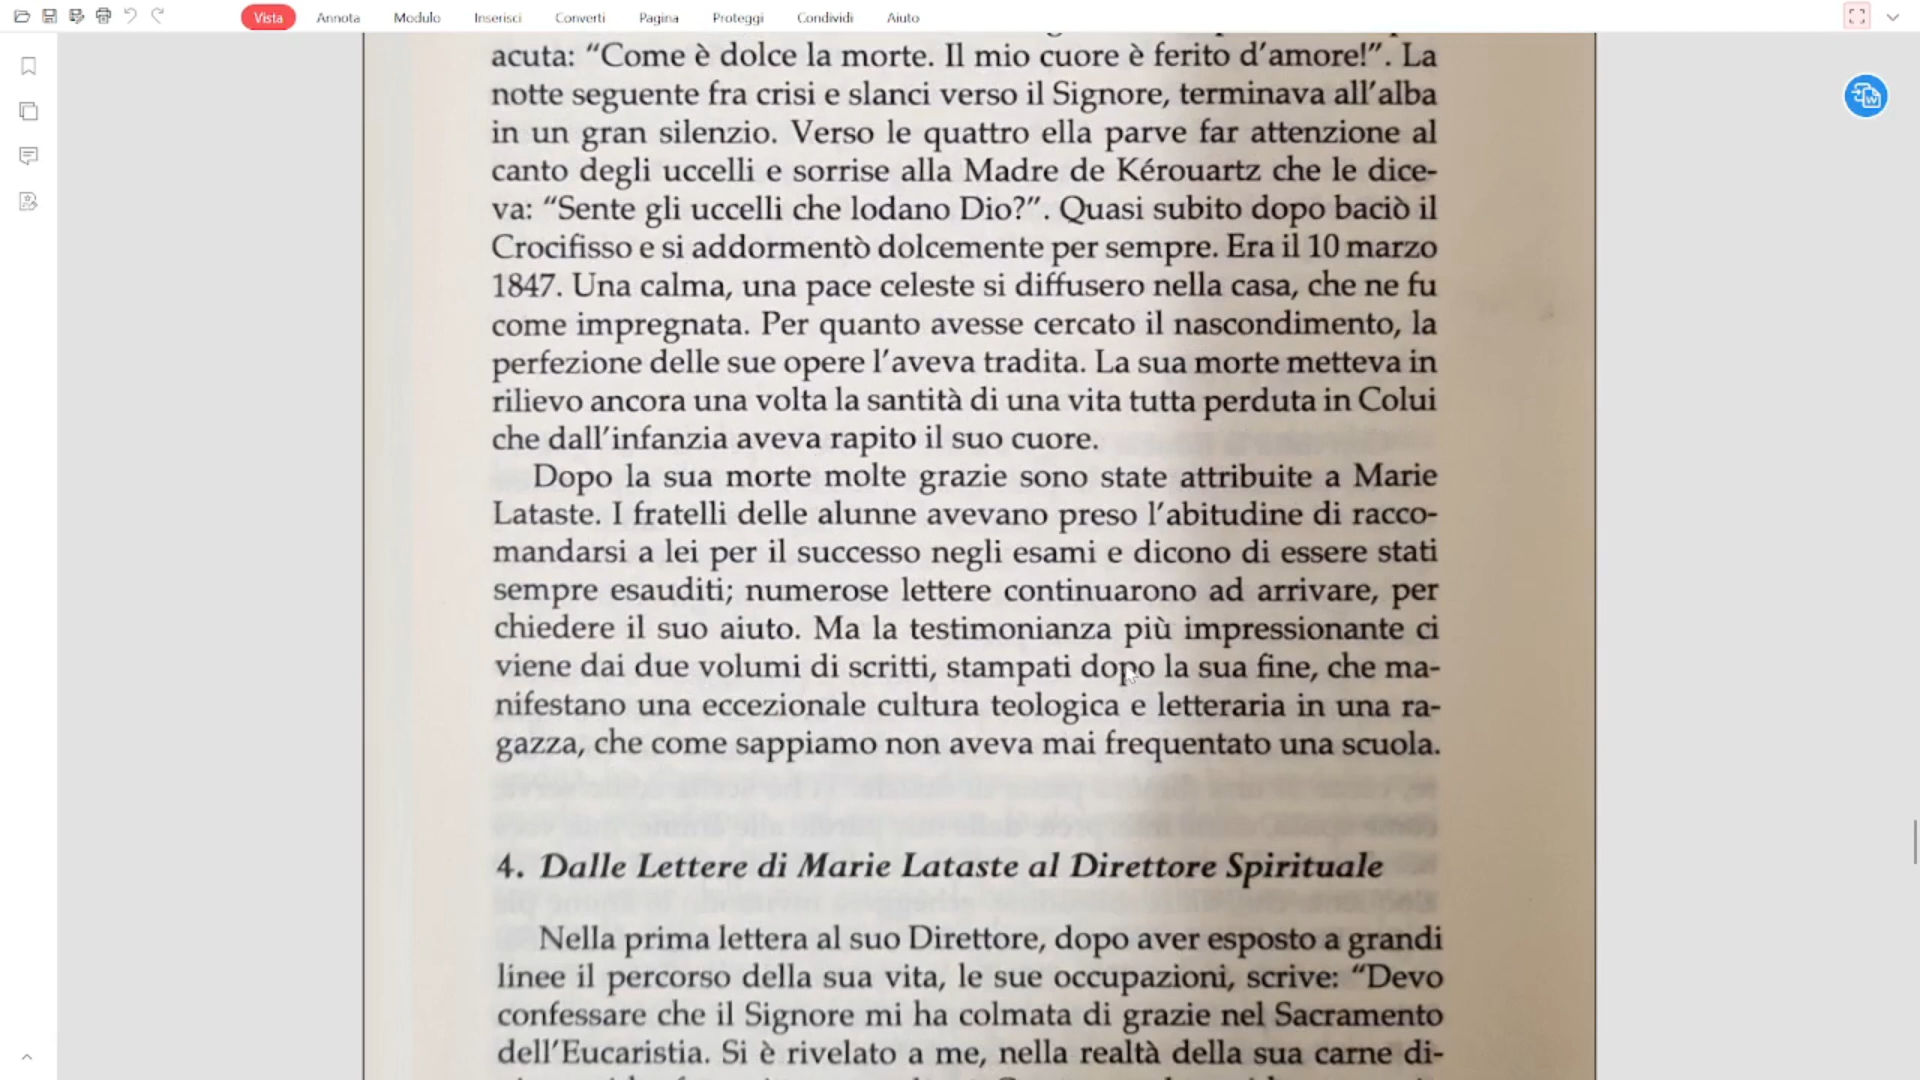 Vista Annota Modulo Inserisci Converti Pagina Proteggi Condividi Aiuto
acuta: “Come è dolce la morte. Il mio cuore è ferito d’amore!”. La
notte seguente fra crisi e slanci verso il Signore, terminava all’alba
in un gran silenzio. Verso le quattro ella parve far attenzione al
canto degli uccelli e sorrise alla Madre de Kérouartz che le dice-
va: “Sente gli uccelli che lodano Dio?”. Quasi subito dopo baciò il
Crocifisso e si addormentò dolcemente per sempre. Era il 10 marzo
1847. Una calma, una pace celeste si diffusero nella casa, che ne fu
come impregnata. Per quanto avesse cercato il nascondimento, la
perfezione delle sue opere l’aveva tradita. La sua morte metteva in
rilievo ancora una volta la santità di una vita tutta perduta in Colui
che dall’infanzia aveva rapito il suo cuore.
Dopo la sua morte molte grazie sono state attribuite a Marie
Lataste. I fratelli delle alunne avevano preso l’abitudine di racco-
mandarsi a lei per il successo negli esami e dicono di essere stati
sempre esauditi; numerose lettere continuarono ad arrivare, per
chiedere il suo aiuto. Ma la testimonianza più impressionante ci
viene dai due volumi di scritti, stampati dopo la sua fine, che ma-
nifestano una eccezionale cultura teologica e letteraria in una ra-
gazza, che come sappiamo non aveva mai frequentato una scuola.
4. Dalle Lettere di Marie Lataste al Direttore Spirituale
Nella prima lettera al suo Direttore, dopo aver esposto a grandi
linee il percorso della sua vita, le sue occupazioni, scrive: “Devo
confessare che il Signore mi ha colmata di grazie nel Sacramento
dell’Eucaristia. Si è rivelato a me, nella realtà della sua carne di-